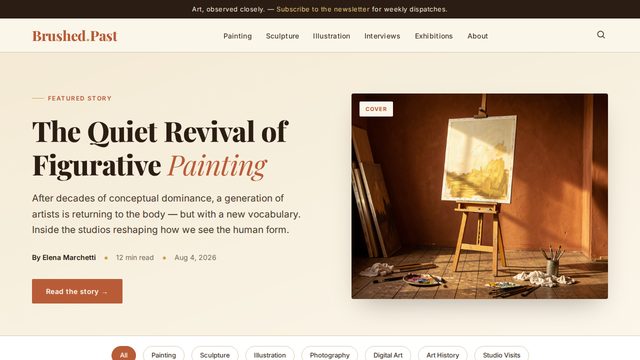 Art, observed closely. — Subscribe to the newsletter for weekly dispatches.
Brushed.Past
Painting
Sculpture
Illustration
Interviews
Exhibitions
About
FEATURED STORY
The Quiet Revival of
Figurative Painting
After decades of conceptual dominance, a generation of
artists is returning to the body — but with a new vocabulary.
Inside the studios reshaping how we see the human form.
By Elena Marchetti
12 min read
Aug 4, 2026
Read the story →
COVER
All
Painting
Sculpture
Illustration
Photography
Digital Art
Art History
Studio Visits